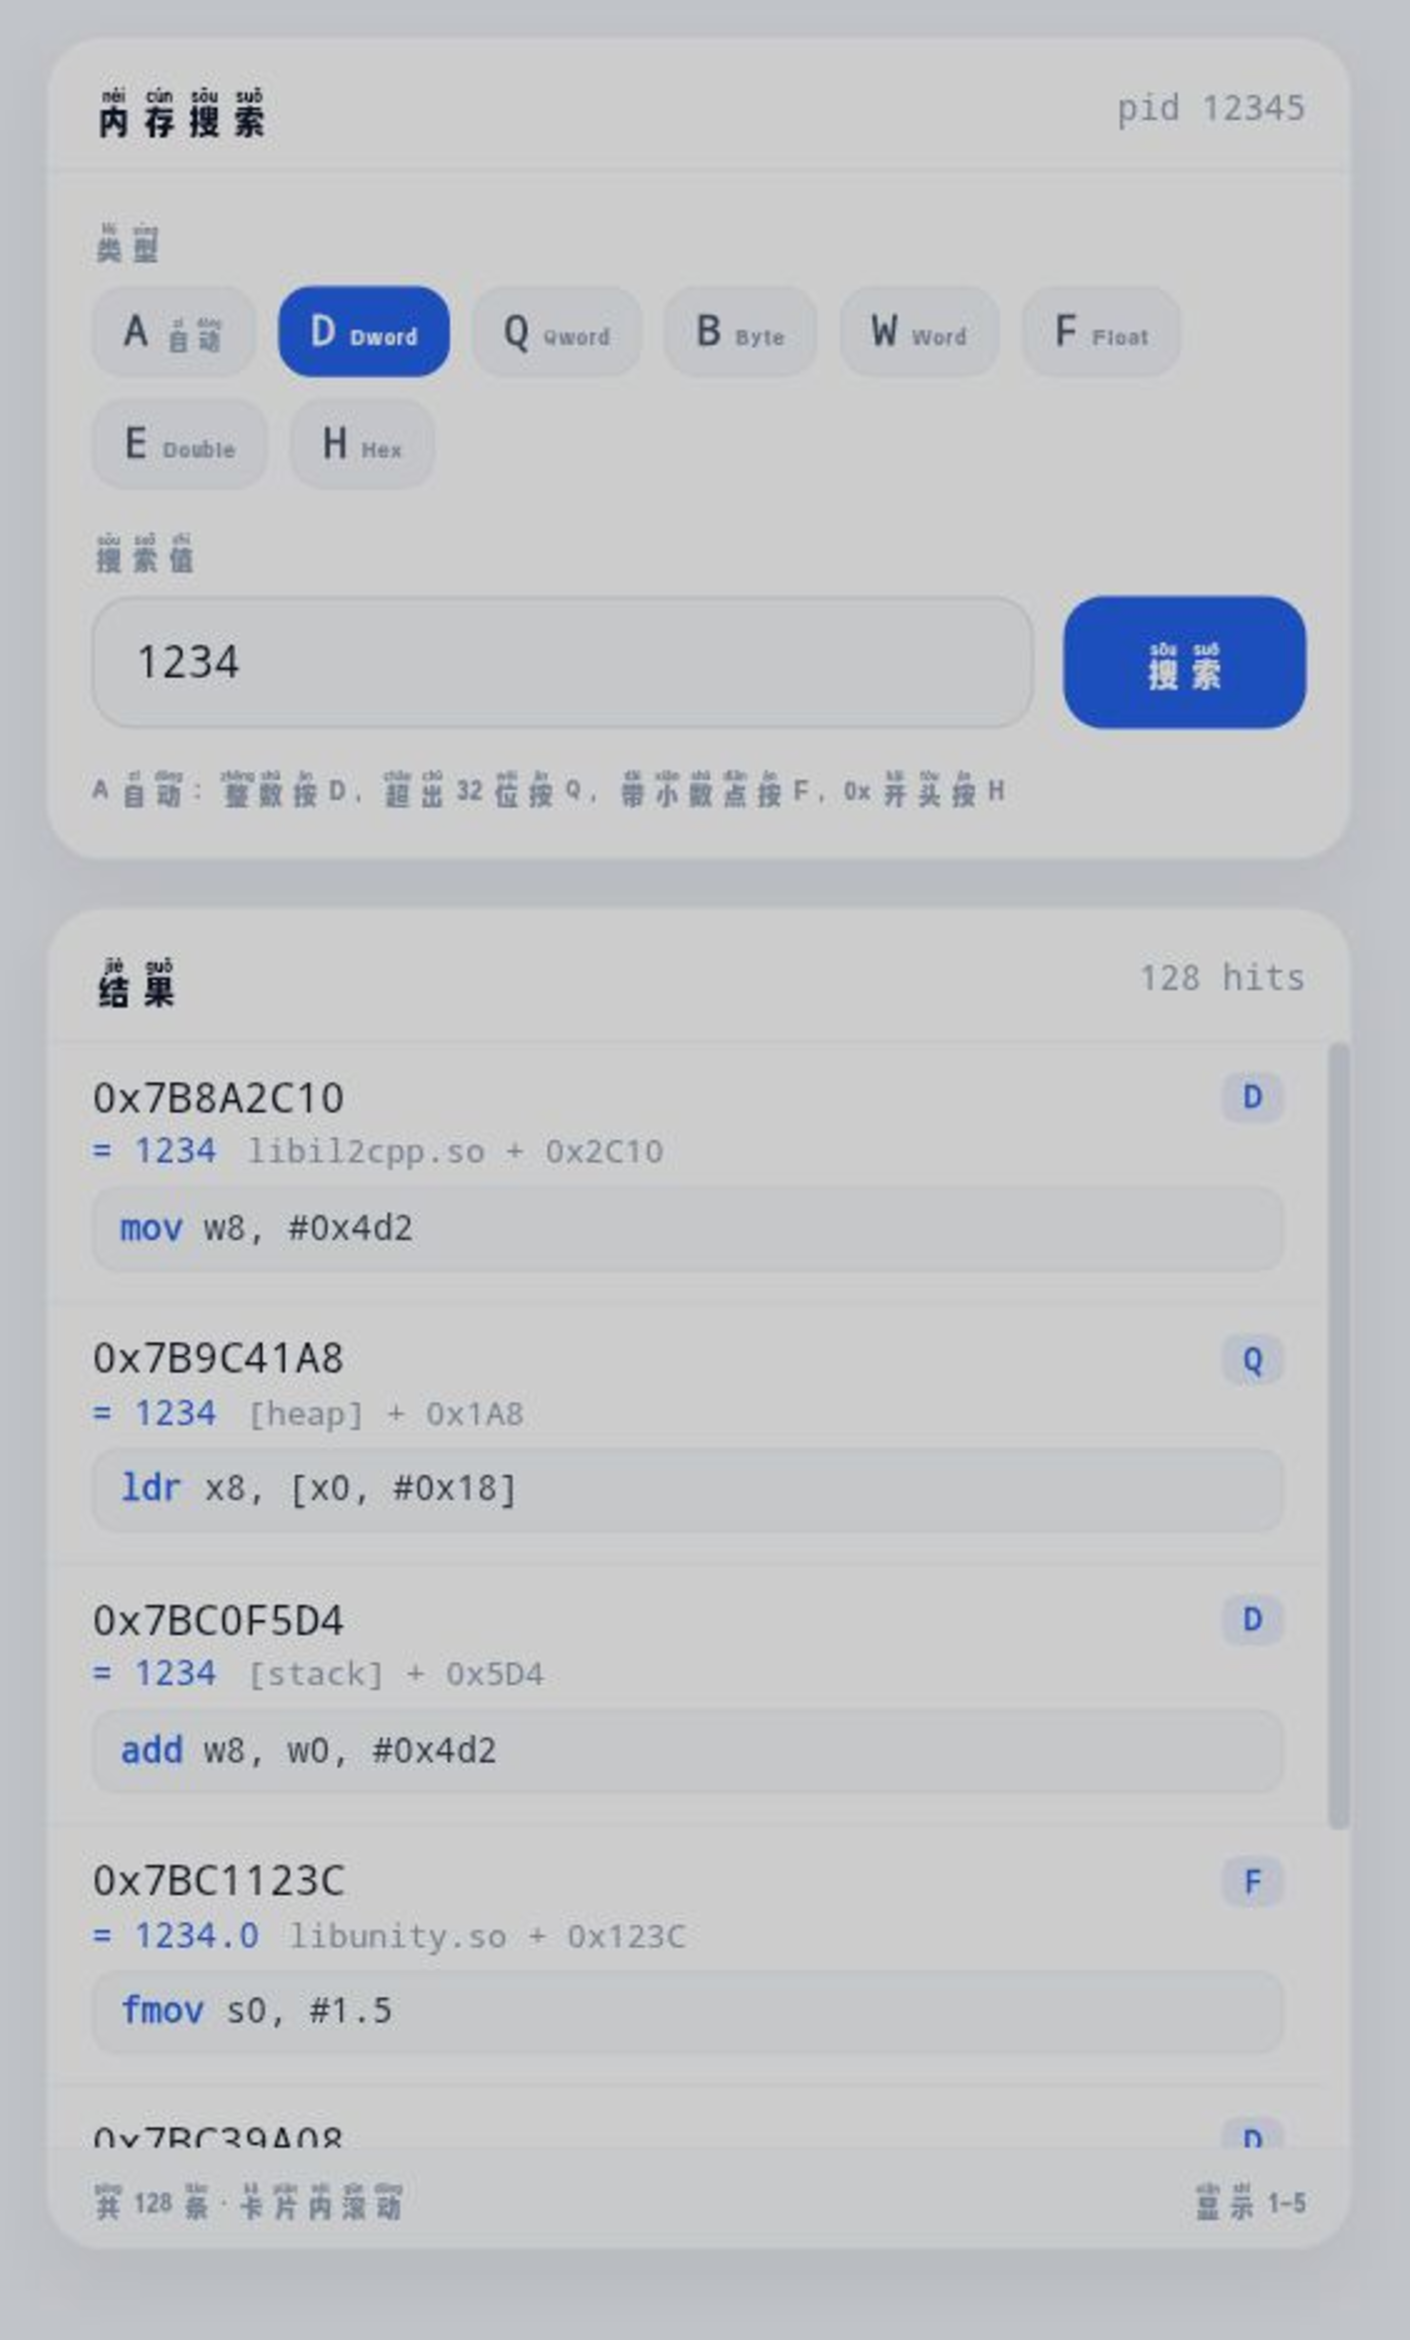 内存搜索
pid 12345
类型
A 自动
D Dword
Q Qword
B Byte
W Word
F Float
E Double
H Hex
搜索值
1234
搜索
A 自动：整数按 D，超出 32 位按 Q，带小数点按 F，0x 开头按 H
结果
128 hits
0x7B8A2C10
D
= 1234 libil2cpp.so + 0x2C10
mov w8, #0x4d2
0x7B9C41A8
Q
= 1234 [heap] + 0x1A8
ldr x8, [x0, #0x18]
0x7BC0F5D4
D
= 1234 [stack] + 0x5D4
add w8, w0, #0x4d2
0x7BC1123C
F
= 1234.0 libunity.so + 0x123C
fmov s0, #1.5
0x7BC39A08
D
共 128 条 · 卡片内滚动
显示 1–5